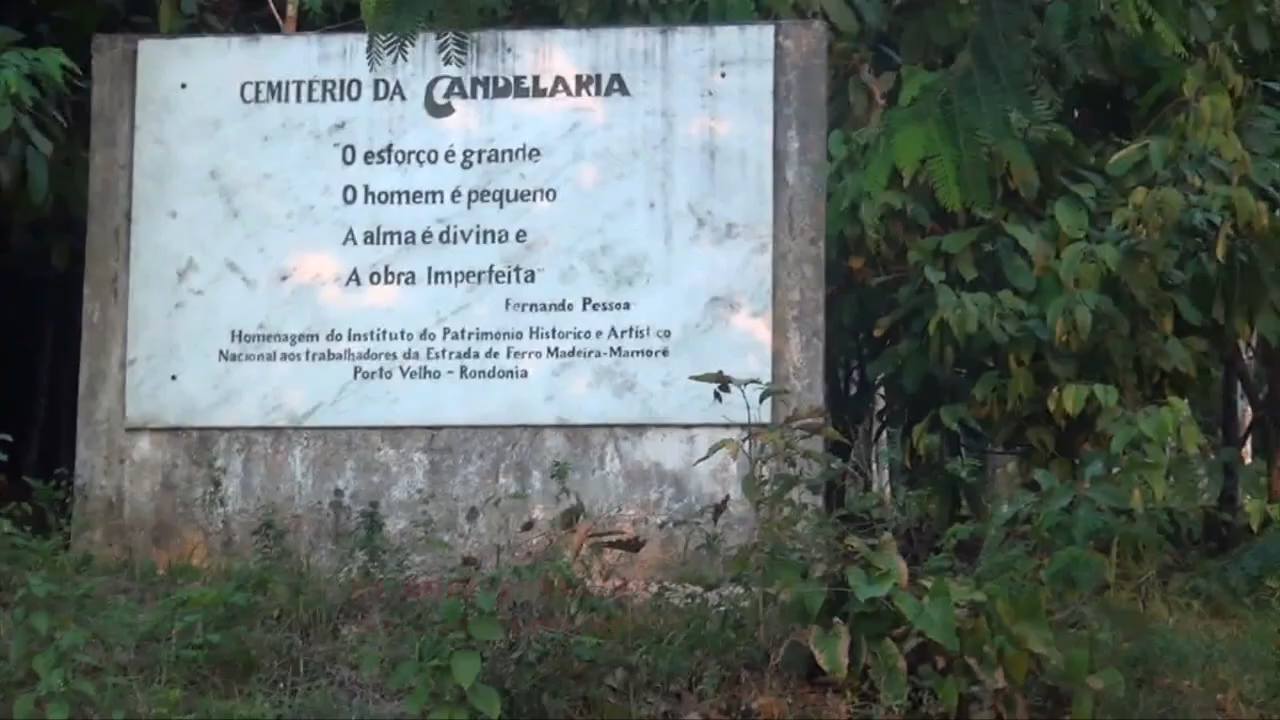 CEMITÉRIO DA CANDELARIA
"O esforço é grande
O homem é pequeno
A alma é divina e
A obra Imperfeita"
Fernando Pessoa
Homenagem do Instituto do Patrimonio Historico e Artistico
Nacional aos trabalhadores da Estrada de Ferro Madeira-Mamoré
Porto Velho - Rondonia